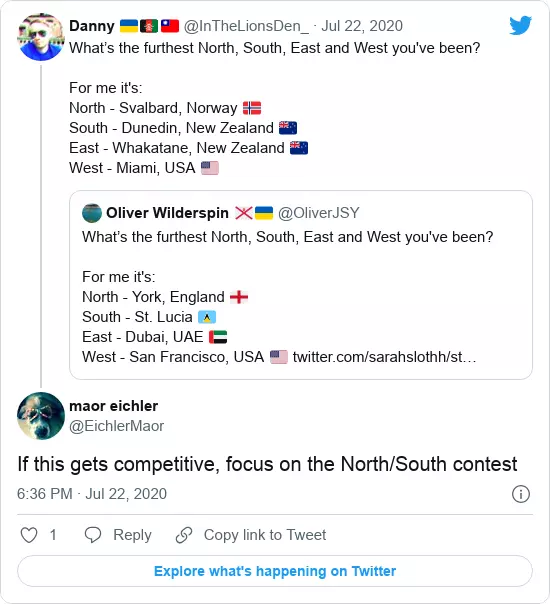 Danny 🇺🇦🇦🇫🇹🇼 @InTheLionsDen_ · Jul 22, 2020
What’s the furthest North, South, East and West you've been?
For me it's:
North - Svalbard, Norway 🇳🇴
South - Dunedin, New Zealand 🇳🇿
East - Whakatane, New Zealand 🇳🇿
West - Miami, USA 🇺🇸
Oliver Wilderspin 🇯🇪🇺🇦 @OliverJSY
What’s the furthest North, South, East and West you've been?
For me it's:
North - York, England 🏴󠁧󠁢󠁥󠁮󠁧󠁿
South - St. Lucia 🇱🇨
East - Dubai, UAE 🇦🇪
West - San Francisco, USA 🇺🇸 twitter.com/sarahslothh/st…
maor eichler
@EichlerMaor
If this gets competitive, focus on the North/South contest
6:36 PM · Jul 22, 2020
1 Reply Copy link to Tweet
Explore what's happening on Twitter